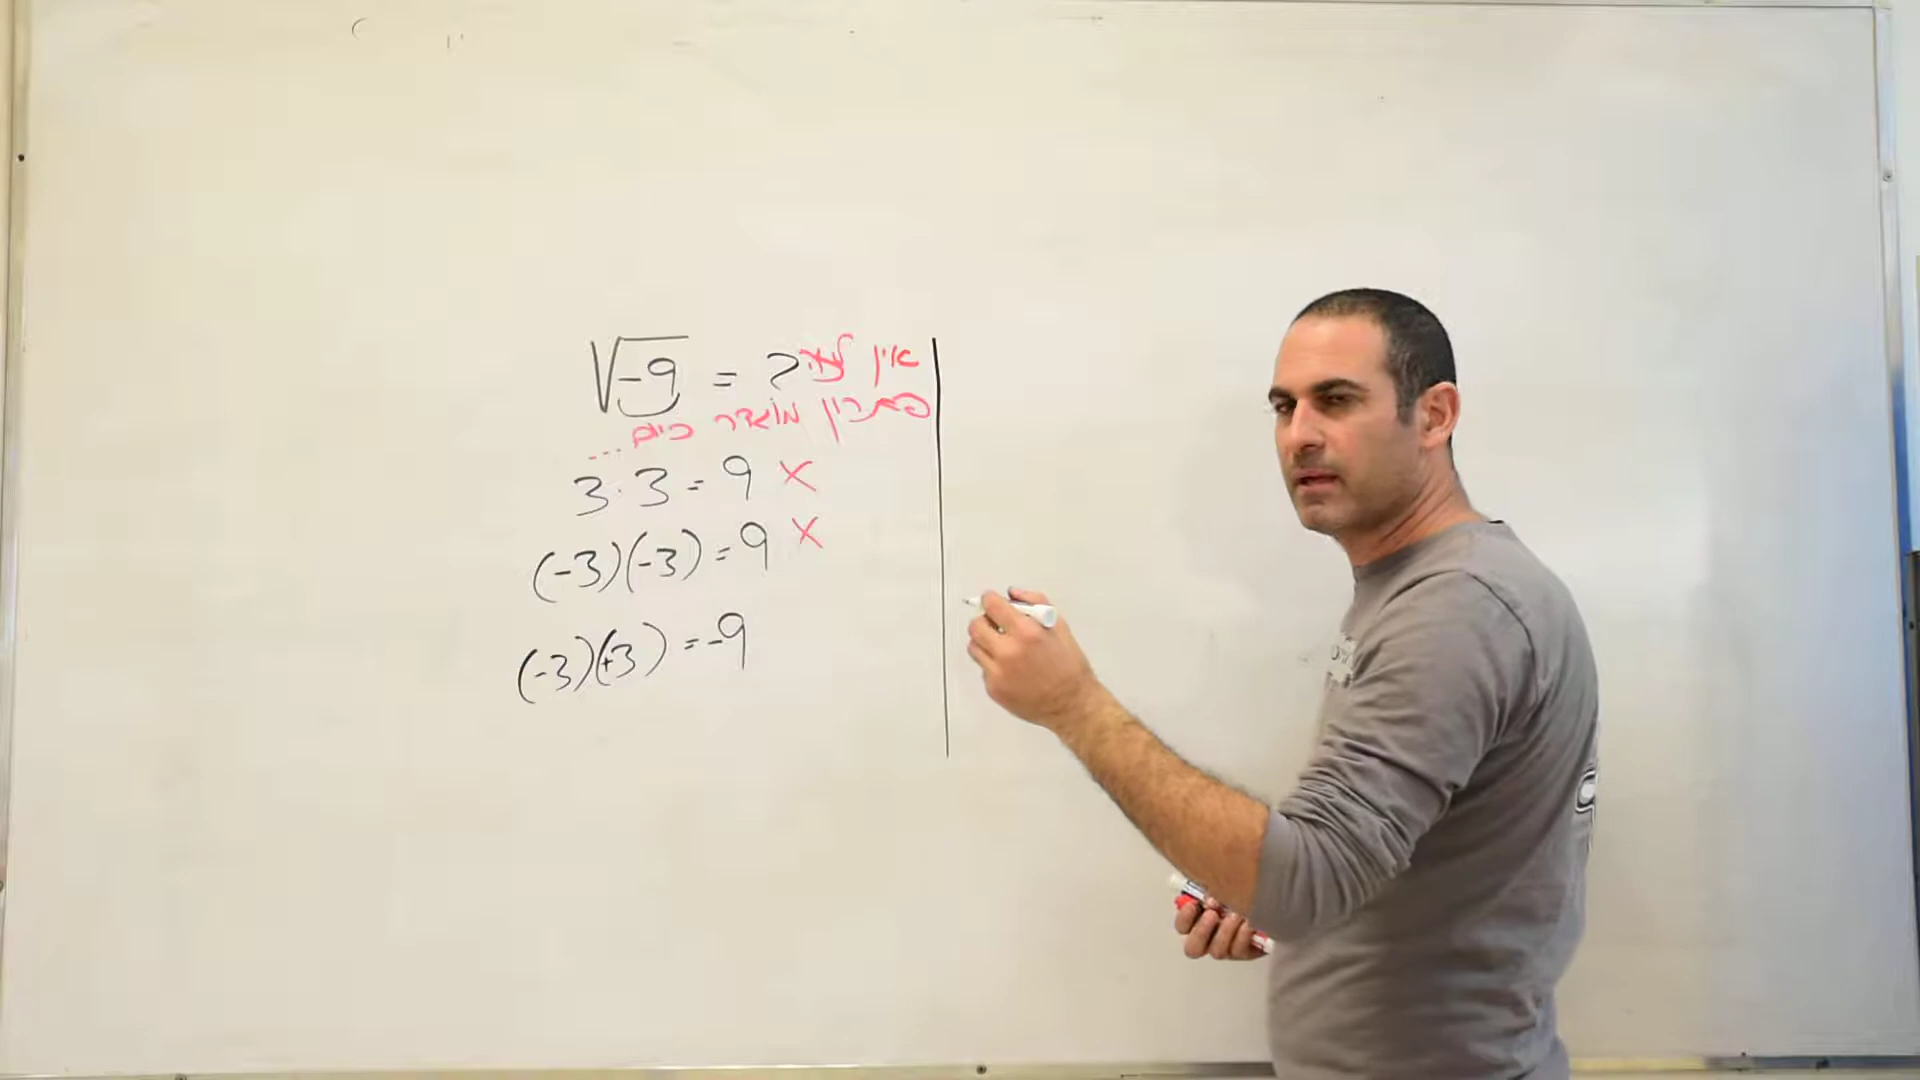 √-9 = ? אין לזה
פתרון מוגדר כיום...
3·3=9 X
(-3)(-3)=9 X
(-3)(+3)=-9